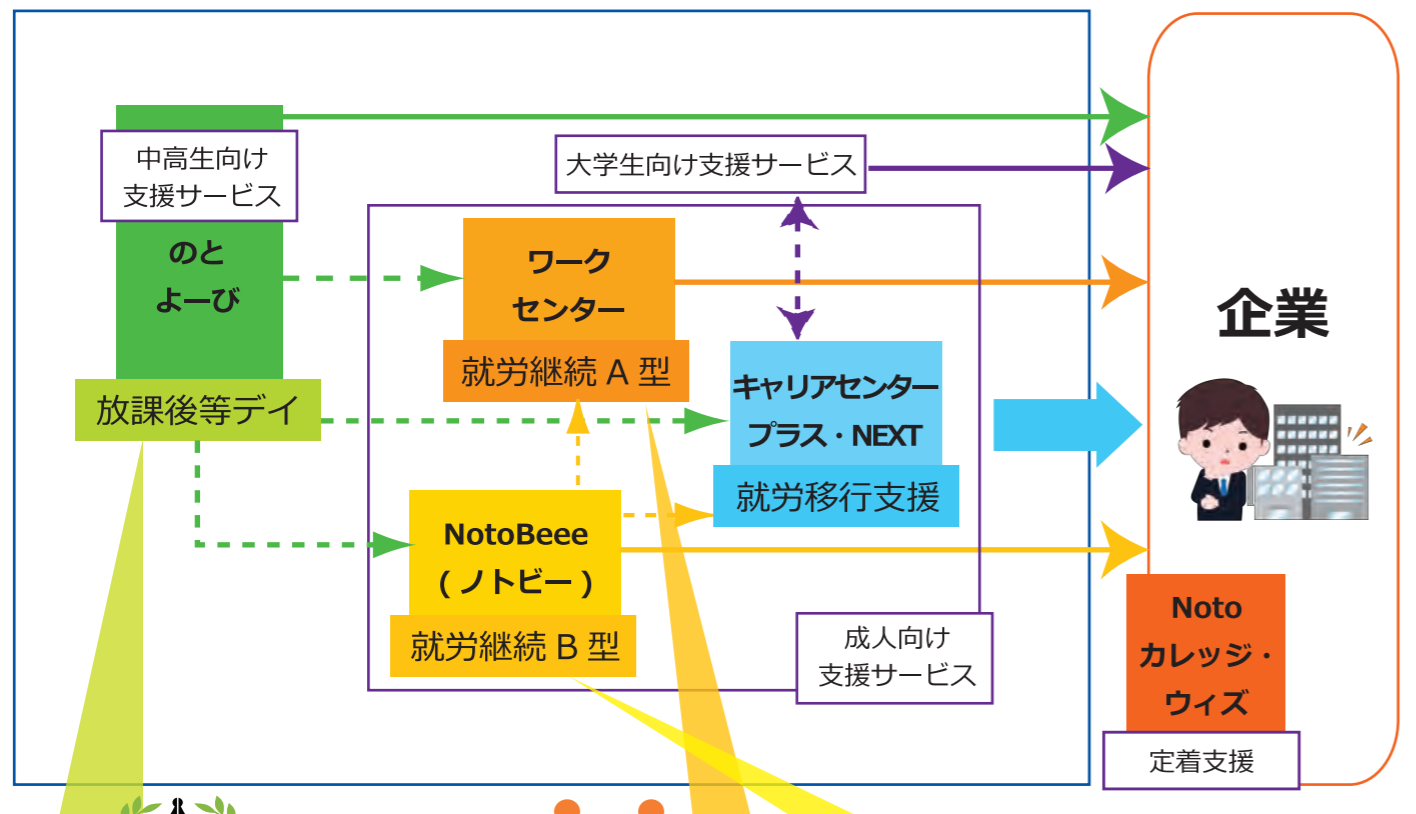 中高生向け
支援サービス
のと
よーび
放課後等デイ
大学生向け支援サービス
ワーク
センター
就労継続 A 型
キャリアセンター
プラス・NEXT
就労移行支援
NotoBeee
( ノトビー )
就労継続 B 型
成人向け
支援サービス
企業
Noto
カレッジ・
ウィズ
定着支援